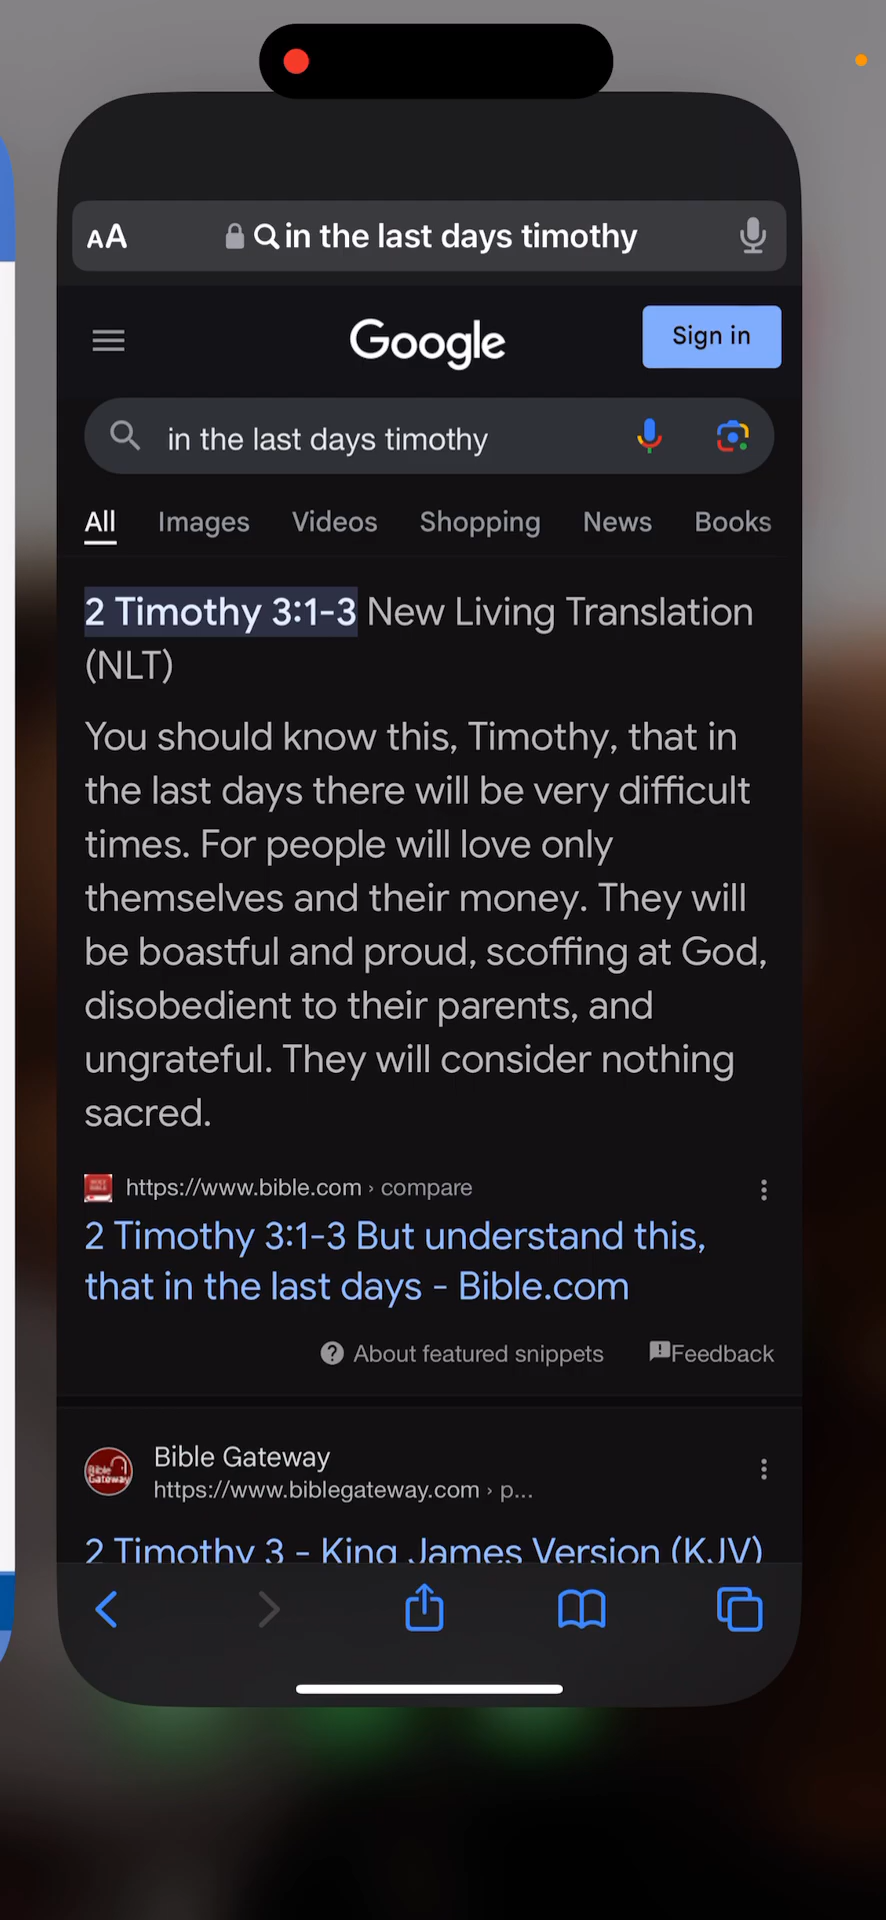 AA in the last days timothy
Google
Sign in
in the last days timothy
All Images Videos Shopping News Books
2 Timothy 3:1-3 New Living Translation
(NLT)
You should know this, Timothy, that in
the last days there will be very difficult
times. For people will love only
themselves and their money. They will
be boastful and proud, scoffing at God,
disobedient to their parents, and
ungrateful. They will consider nothing
sacred.
HOLY BIBLE
https://www.bible.com › compare
2 Timothy 3:1-3 But understand this,
that in the last days - Bible.com
About featured snippets Feedback
Bible Gateway
Bible Gateway
https://www.biblegateway.com › p...
2 Timothy 3 - King James Version (KJV)